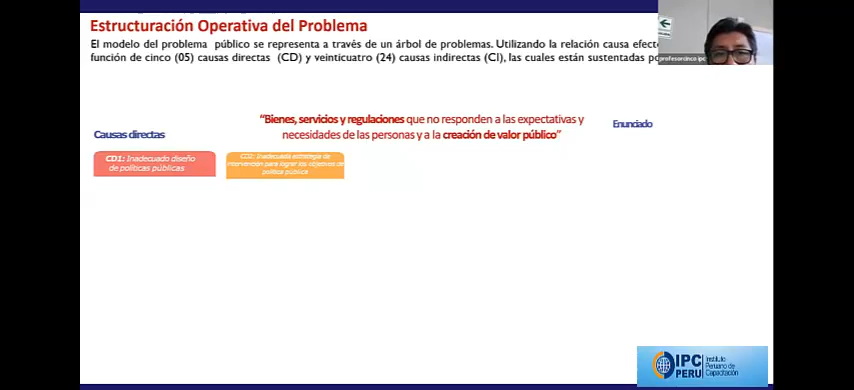 Estructuración Operativa del Problema
El modelo del problema público se representa a través de un árbol de problemas. Utilizando la relación causa efect
función de cinco (05) causas directas (CD) y veinticuatro (24) causas indirectas (CI), las cuales están sustentadas po
profesorcinco ipc
"Bienes, servicios y regulaciones que no responden a las expectativas y
necesidades de las personas y a la creación de valor público"
Enunciado
Causas directas
CD1: Inadecuado diseño
de políticas públicas
CD2: Inadecuada estrategia de
intervención para lograr los objetivos de
política pública
IPC
PERU
Instituto
Peruano de
Capacitación